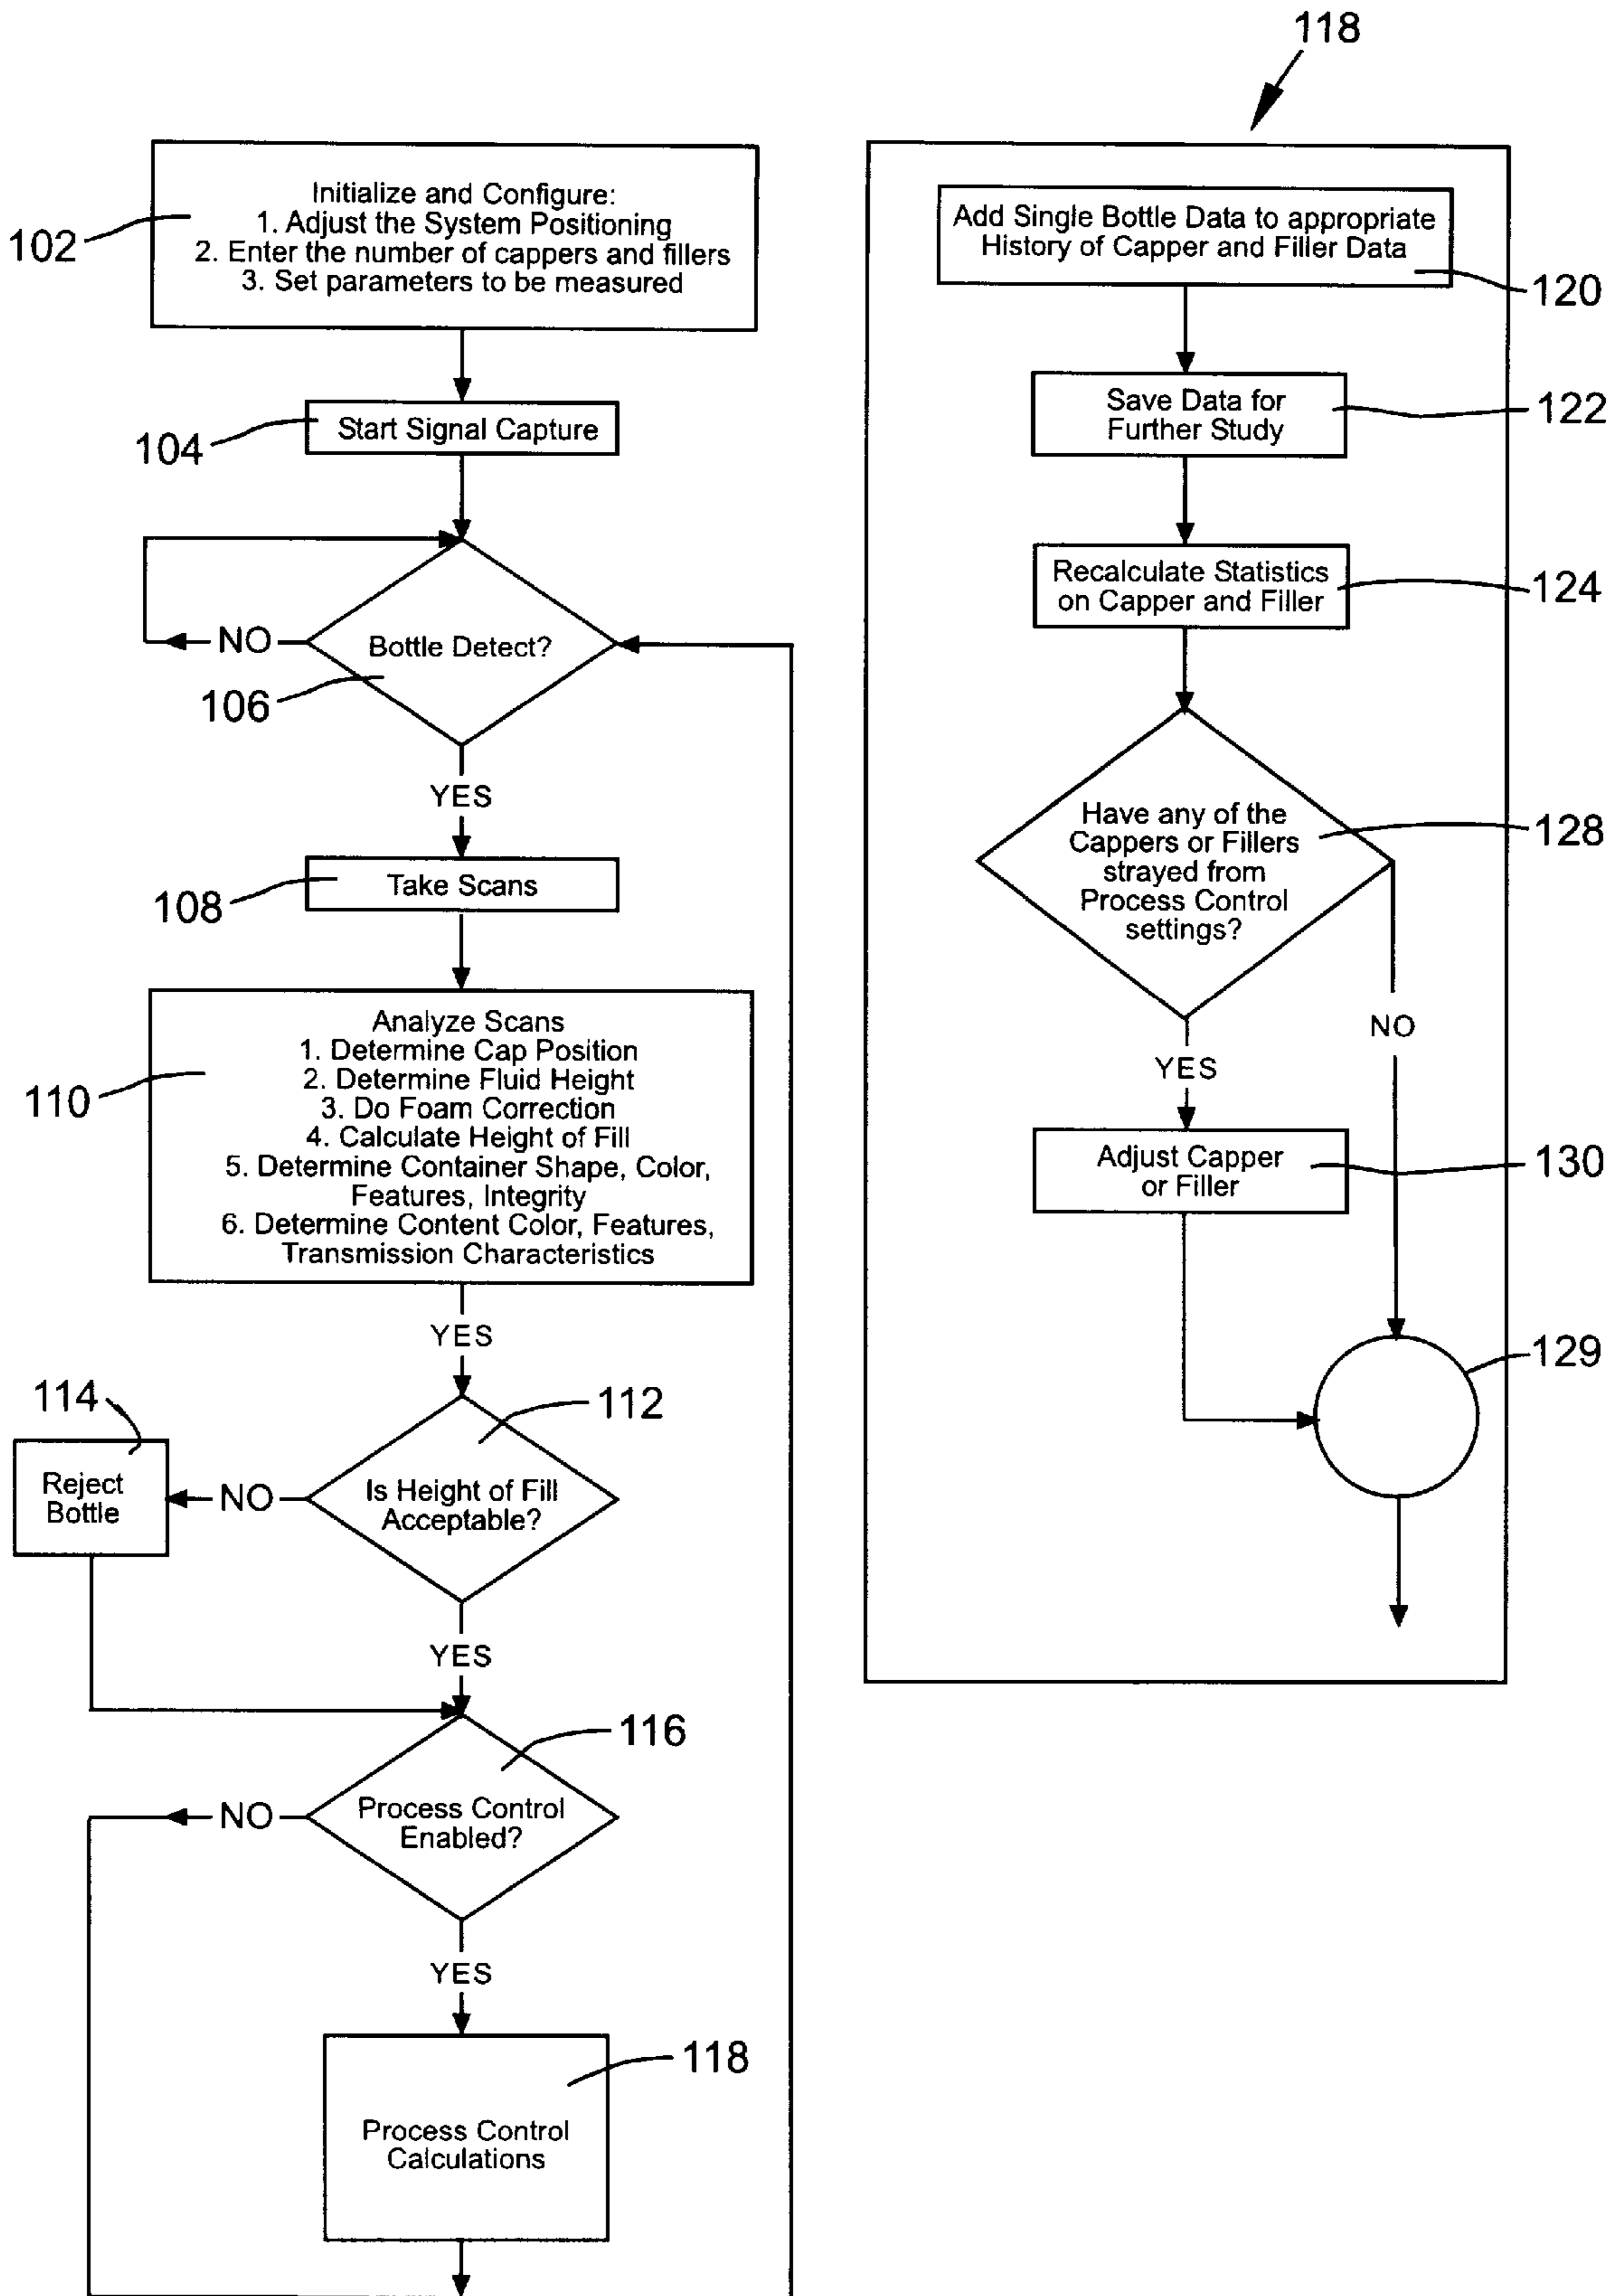 118
Initialize and Configure:
1. Adjust the System Positioning
2. Enter the number of cappers and fillers
3. Set parameters to be measured
102
Start Signal Capture
104
Bottle Detect?
NO
106
YES
Take Scans
108
Analyze Scans
1. Determine Cap Position
2. Determine Fluid Height
3. Do Foam Correction
4. Calculate Height of Fill
5. Determine Container Shape, Color,
Features, Integrity
6. Determine Content Color, Features,
Transmission Characteristics
110
YES
114
112
Reject
Bottle
NO
Is Height of Fill
Acceptable?
YES
116
NO
Process Control
Enabled?
YES
118
Process Control
Calculations
Add Single Bottle Data to appropriate
History of Capper and Filler Data
120
Save Data for
Further Study
122
Recalculate Statistics
on Capper and Filler
124
Have any of the
Cappers or Fillers
strayed from
Process Control
settings?
128
NO
YES
Adjust Capper
or Filler
130
129